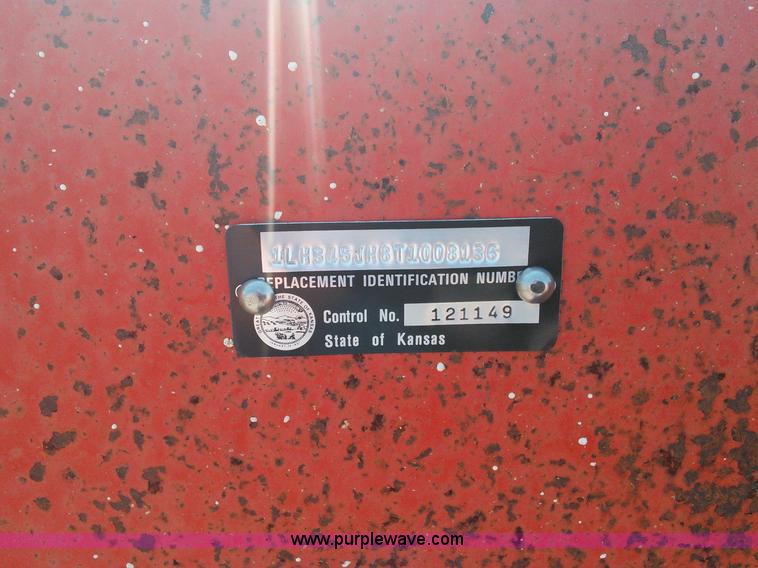 1LH345JH8T1008136
REPLACEMENT IDENTIFICATION NUMBER
Control No. 121149
State of Kansas
www.purplewave.com